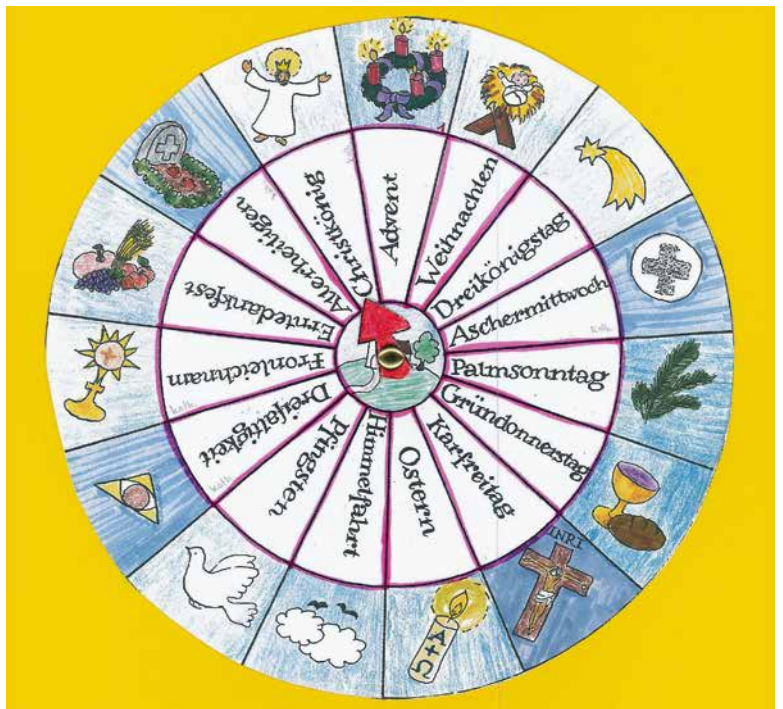 Advent
Weihnachten
Dreikönigstag
Aschermittwoch
Palmsonntag
Gründonnerstag
Karfreitag
INRI
Ostern
A+Ω
Himmelfahrt
Pfingsten
Dreifaltigkeit
Fronleichnam
Erntedankfest
Allerheiligen
Christkönig